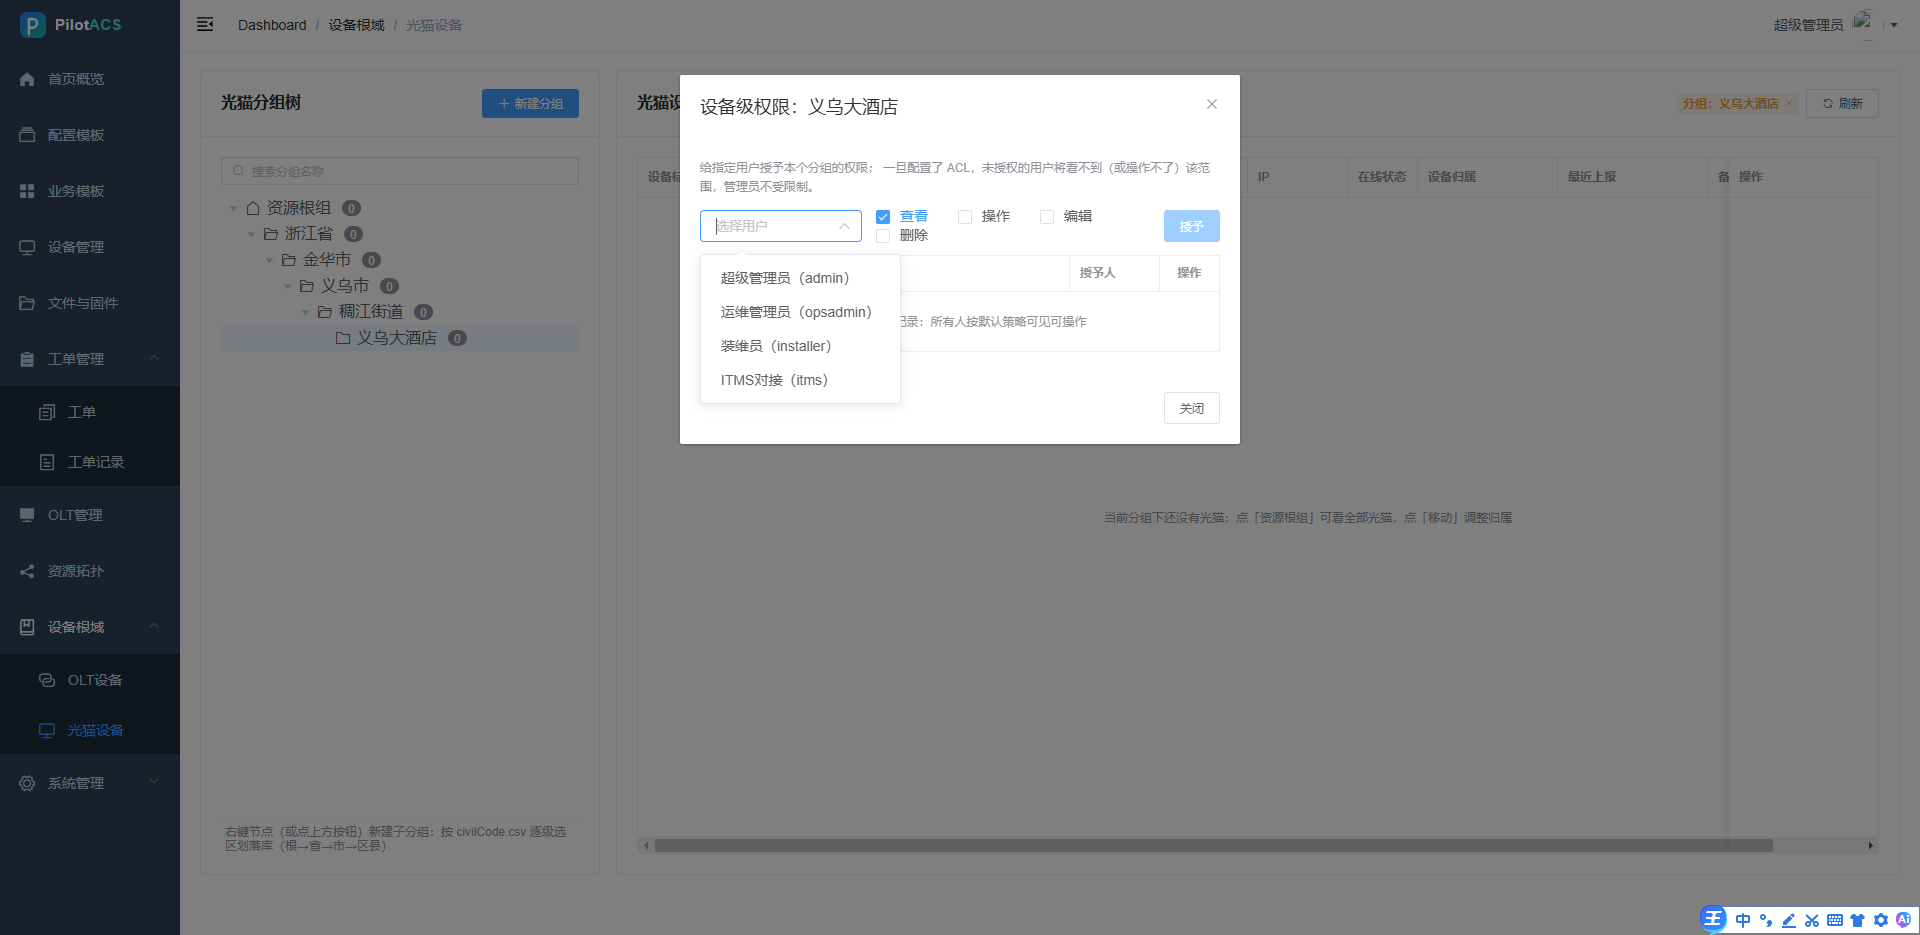 PilotACS
Dashboard / 设备根域 / 光猫设备
超级管理员
首页概览
配置模板
业务模板
设备管理
文件与固件
工单管理
工单
工单记录
OLT管理
资源拓扑
设备根域
OLT设备
光猫设备
系统管理
光猫分组树
新建分组
搜索分组名称
资源根组 0
浙江省 0
金华市 0
义乌市 0
稠江街道 0
义乌大酒店 0
右键节点（或点上方按钮）新建子分组：按 civilCode.csv 逐级选
区划落库（根→省→市→区县）
光猫设
分组：义乌大酒店 ×
刷新
IP
在线状态
设备归属
最近上报
备
操作
当前分组下还没有光猫；点「资源根组」可看全部光猫，点「移动」调整归属
设备级权限：义乌大酒店
给指定用户授予本个分组的权限； 一旦配置了 ACL，未授权的用户将看不到（或操作不了）该范
围，管理员不受限制。
选择用户
查看
操作
编辑
删除
授予
授予人
操作
记录：所有人按默认策略可见可操作
超级管理员（admin）
运维管理员（opsadmin）
装维员（installer）
ITMS对接（itms）
关闭
王 中